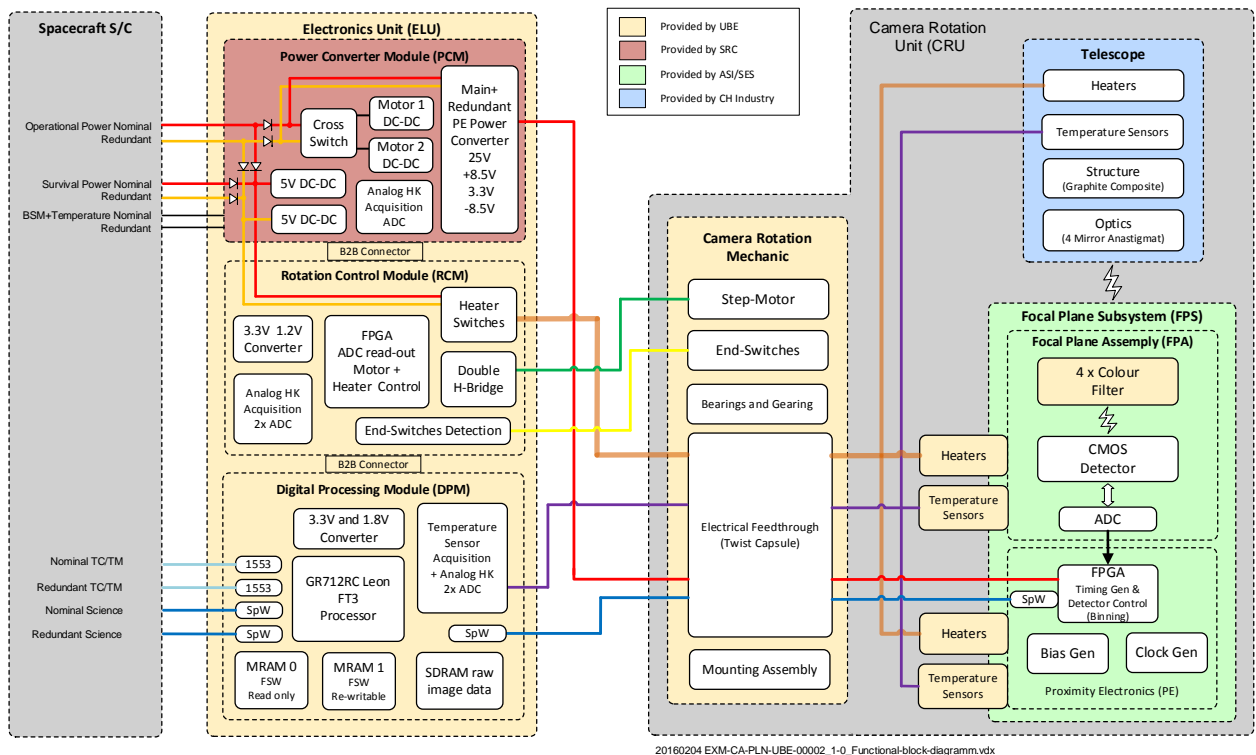 Spacecraft S/C
Operational Power Nominal
Redundant
Survival Power Nominal
Redundant
BSM+Temperature Nominal
Redundant
Nominal TC/TM
Redundant TC/TM
Nominal Science
Redundant Science
Electronics Unit (ELU)
Power Converter Module (PCM)
Cross
Switch
Motor 1
DC-DC
Motor 2
DC-DC
5V DC-DC
5V DC-DC
Analog HK
Acquisition
ADC
Main+
Redundant
PE Power
Converter
25V
+8.5V
3.3V
-8.5V
B2B Connector
Rotation Control Module (RCM)
Heater
Switches
3.3V 1.2V
Converter
FPGA
ADC read-out
Motor +
Heater Control
Analog HK
Acquisition
2x ADC
Double
H-Bridge
End-Switches Detection
B2B Connector
Digital Processing Module (DPM)
3.3V and 1.8V
Converter
Temperature
Sensor
Acquisition
+ Analog HK
2x ADC
1553
1553
SpW
SpW
GR712RC Leon
FT3
Processor
SpW
MRAM 0
FSW
Read only
MRAM 1
FSW
Re-writable
SDRAM raw
image data
Provided by UBE
Provided by SRC
Provided by ASI/SES
Provided by CH Industry
Camera Rotation
Unit (CRU
Camera Rotation
Mechanic
Step-Motor
End-Switches
Bearings and Gearing
Electrical Feedthrough
(Twist Capsule)
Mounting Assembly
Telescope
Heaters
Temperature Sensors
Structure
(Graphite Composite)
Optics
(4 Mirror Anastigmat)
Focal Plane Subsystem (FPS)
Focal Plane Assemply (FPA)
4 x Colour
Filter
CMOS
Detector
ADC
Heaters
Temperature
Sensors
FPGA
Timing Gen &
Detector Control
(Binning)
SpW
Heaters
Temperature
Sensors
Bias Gen
Clock Gen
Proximity Electronics (PE)
20160204 EXM-CA-PLN-UBE-00002_1-0_Functional-block-diagramm.vdx